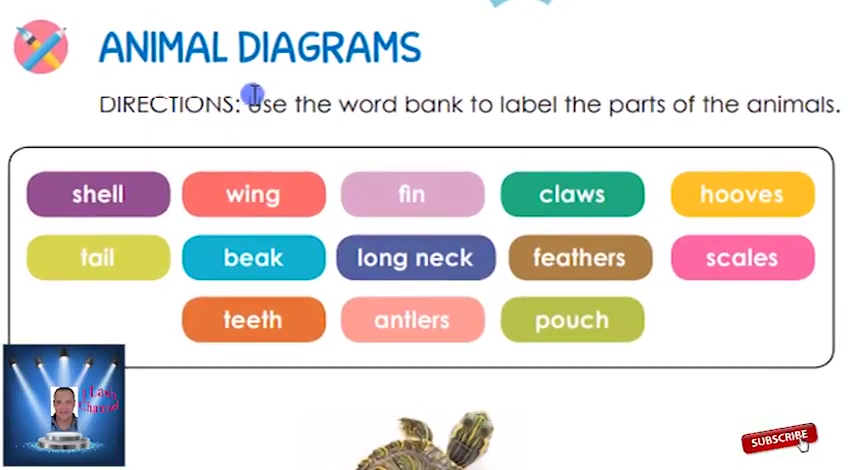 ANIMAL DIAGRAMS
DIRECTIONS: Use the word bank to label the parts of the animals.
shell wing fin claws hooves
tail beak long neck feathers scales
teeth antlers pouch
SUBSCRIBE